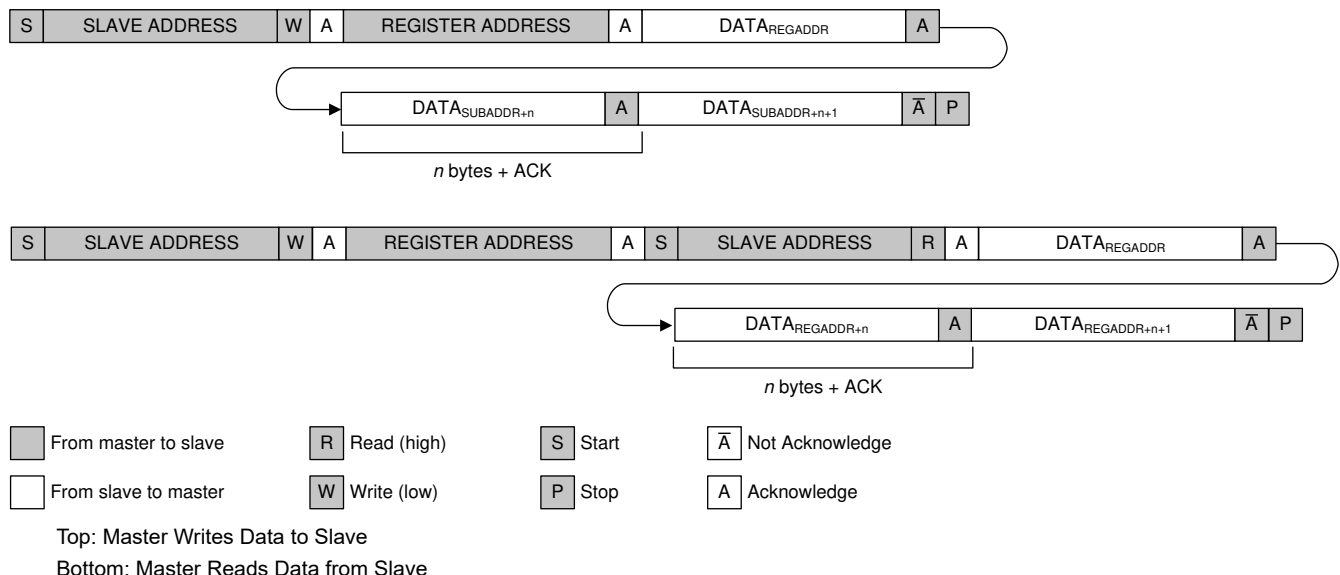 S SLAVE ADDRESS W A REGISTER ADDRESS A DATAREGADDR A
DATASUBADDR+n A DATASUBADDR+n+1 A̅ P
n bytes + ACK
S SLAVE ADDRESS W A REGISTER ADDRESS A S SLAVE ADDRESS R A DATAREGADDR A
DATAREGADDR+n A DATAREGADDR+n+1 A̅ P
n bytes + ACK
From master to slave R Read (high) S Start A̅ Not Acknowledge
From slave to master W Write (low) P Stop A Acknowledge
Top: Master Writes Data to Slave
Bottom: Master Reads Data from Slave